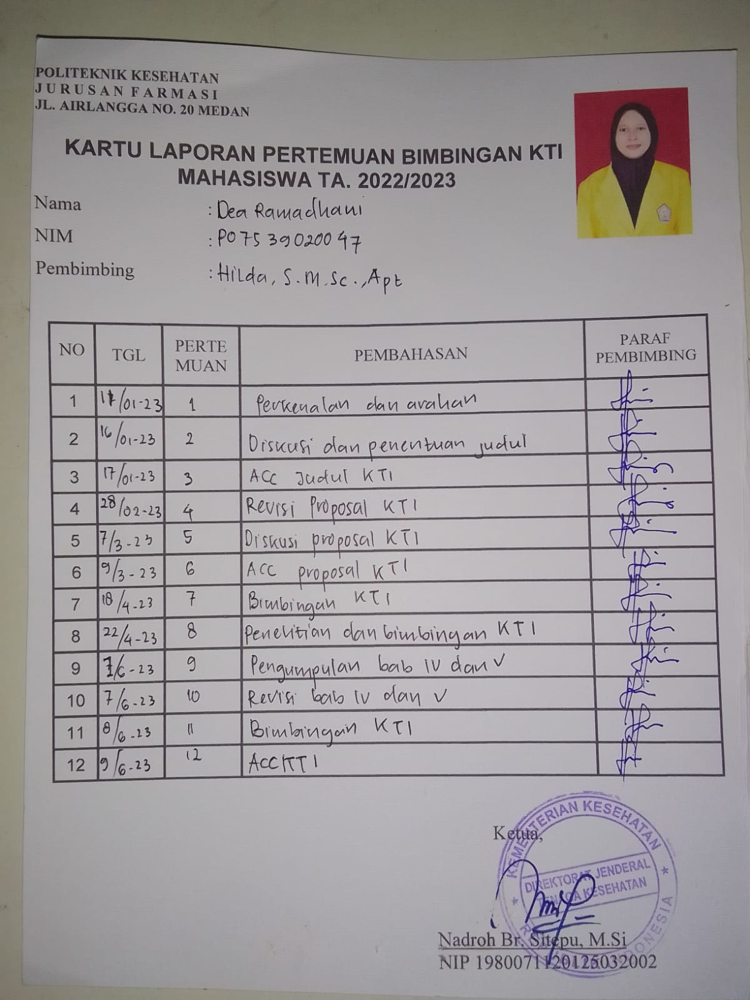 POLITEKNIK KESEHATAN
JURUSAN FARMASI
JL. AIRLANGGA NO. 20 MEDAN
KARTU LAPORAN PERTEMUAN BIMBINGAN KTI
MAHASISWA TA. 2022/2023
Nama : Dea Ramadhani
NIM : P07539020047
Pembimbing : Hilda, S. M.Sc., Apt
NO TGL PERTE MUAN PEMBAHASAN PARAF PEMBIMBING
1 /01-23 1 Perkenalan dan arahan
2 16/01-23 2 Diskusi dan penentuan judul
3 17/01-23 3 ACC Judul KTI
4 28/02-23 4 Revisi Proposal KTI
5 7/3-23 5 Diskusi proposal KTI
6 9/3-23 6 ACC proposal KTI
7 18/4-23 7 Bimbingan KTI
8 22/4-23 8 Penelitian dan bimbingan KTI
9 /6-23 9 Pengumpulan bab IV dan V
10 7/6-23 10 Revisi bab IV dan V
11 8/6-23 11 Bimbingan KTI
12 9/6-23 12 ACC KTI
Ketua,
KEMENTERIAN KESEHATAN
DIREKTORAT JENDERAL
TENAGA KESEHATAN
INDONESIA
Nadroh Br. Sitepu, M.Si
NIP 198007112012503​2002